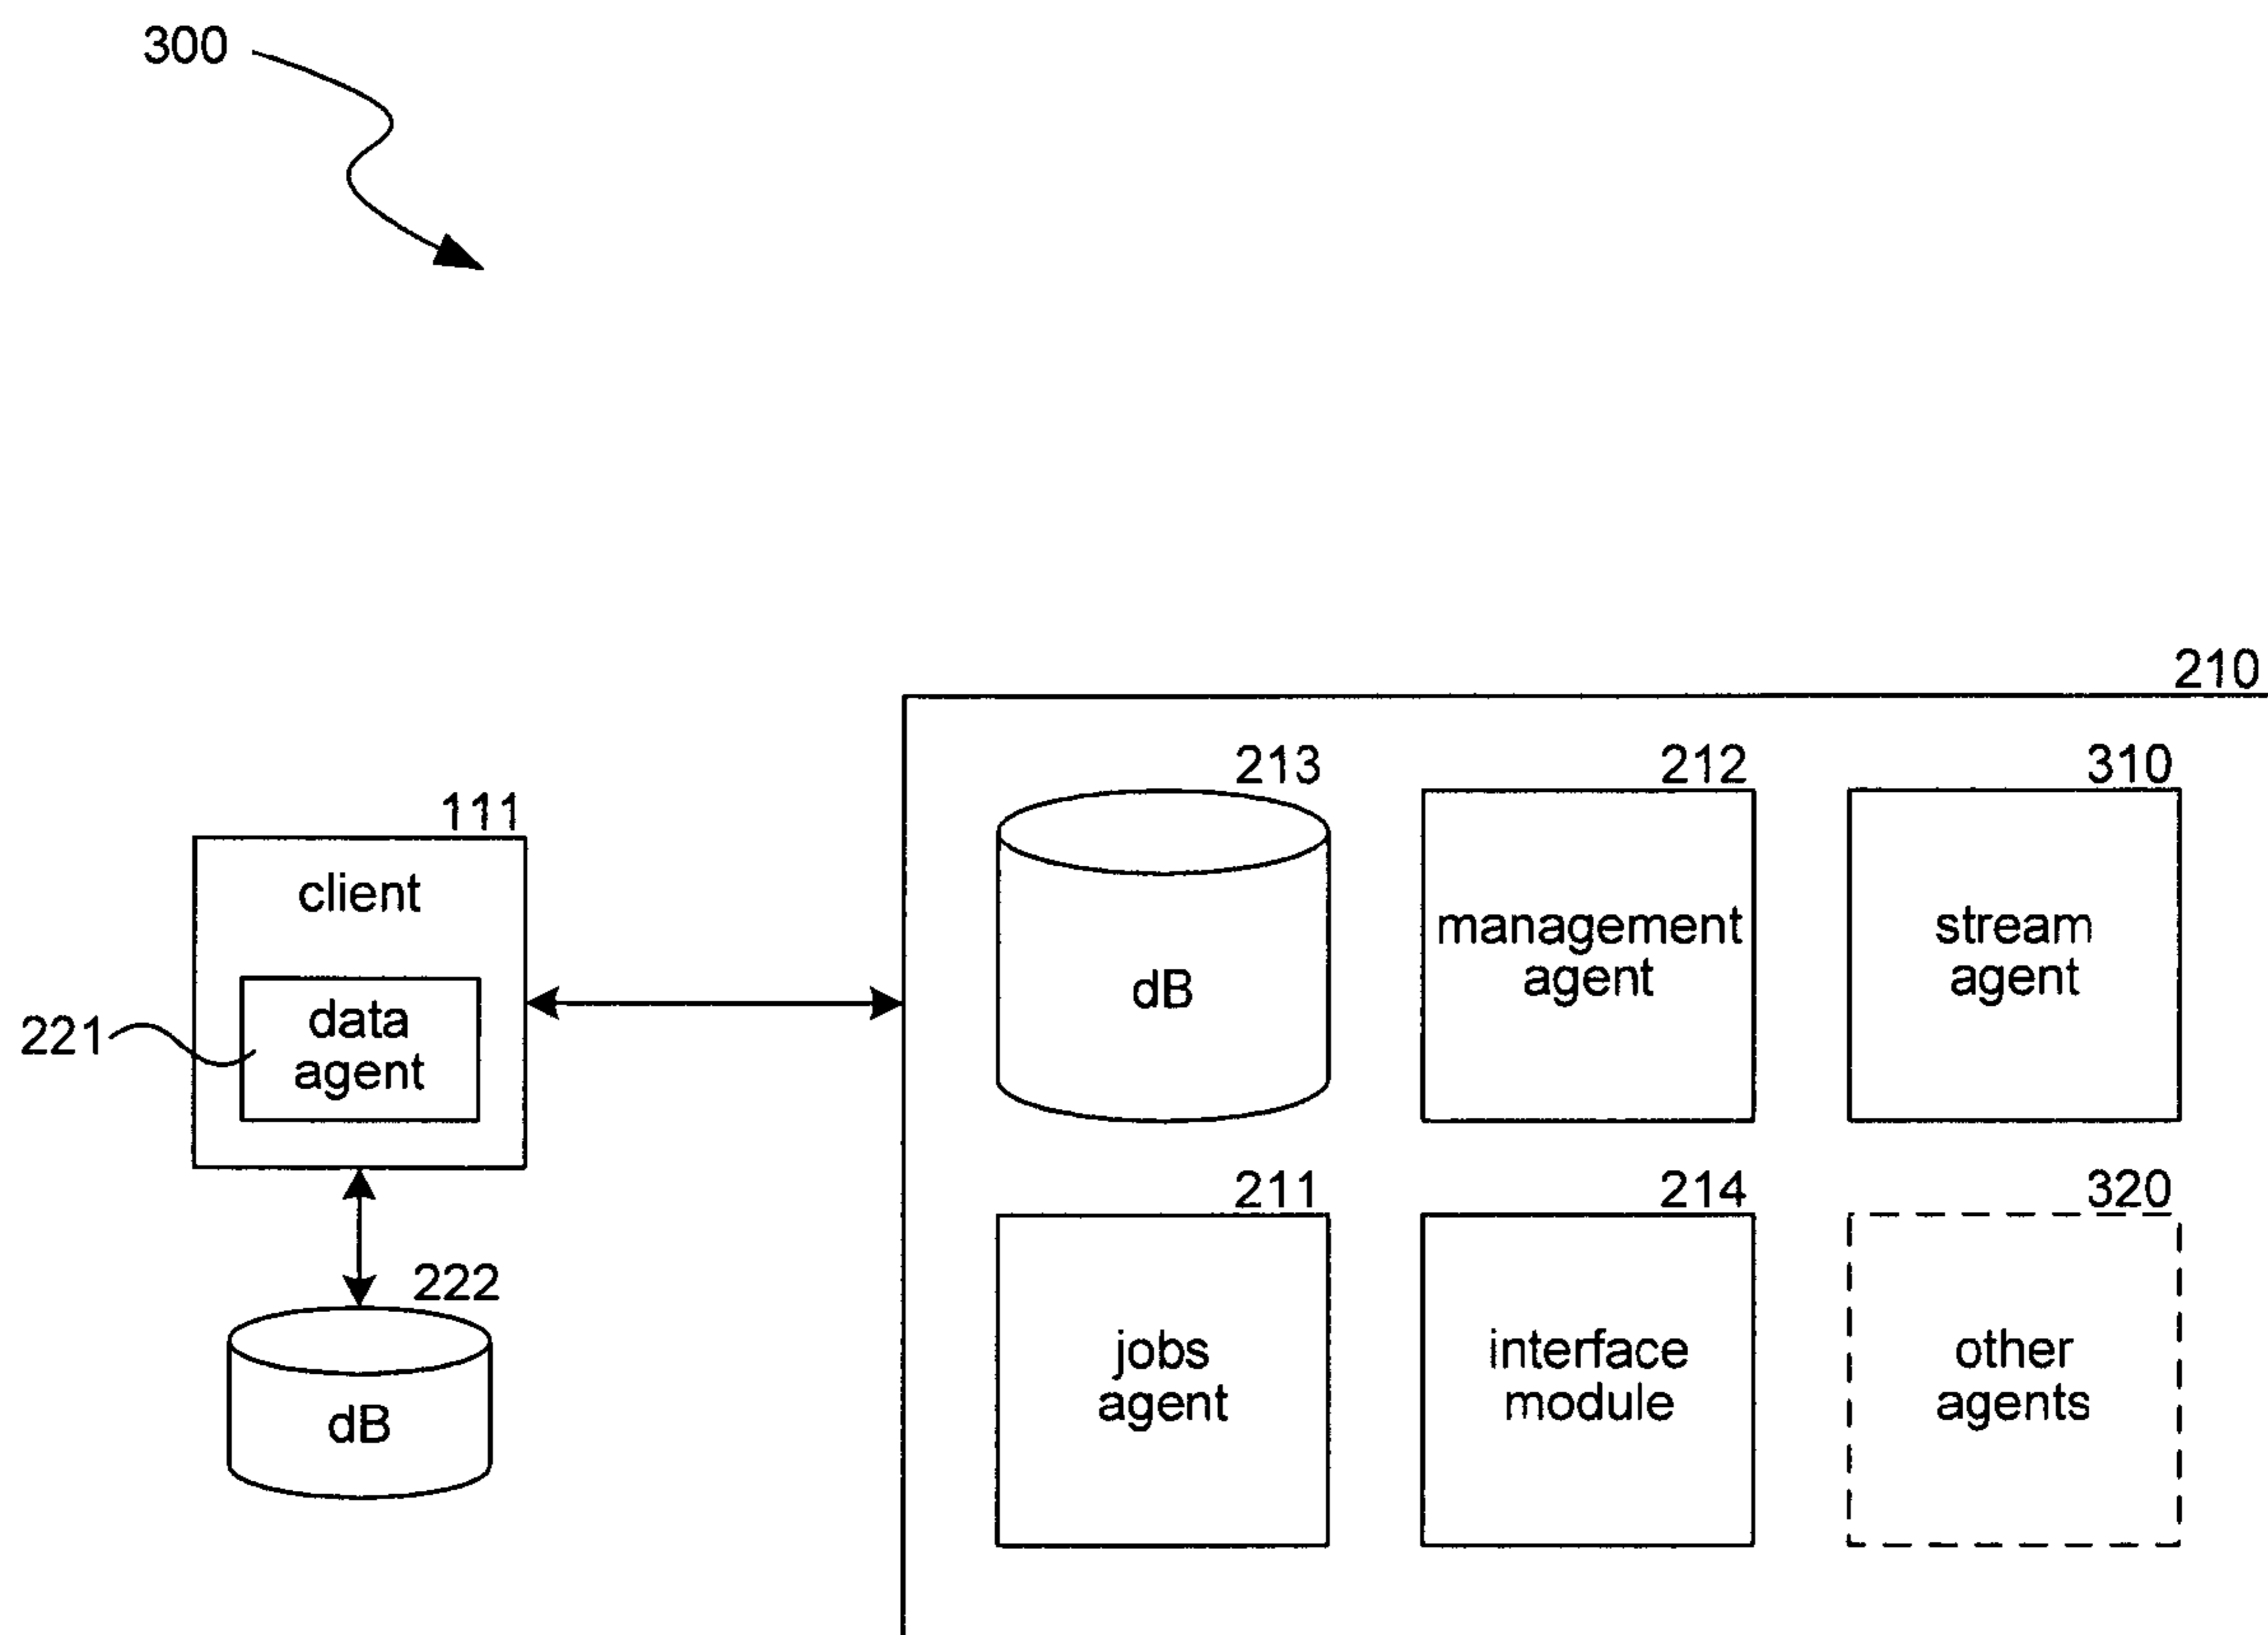 300
210
213
212
310
111
client
management
agent
stream
agent
dB
data
agent
221
211
214
320
222
jobs
agent
interface
module
other
agents
dB